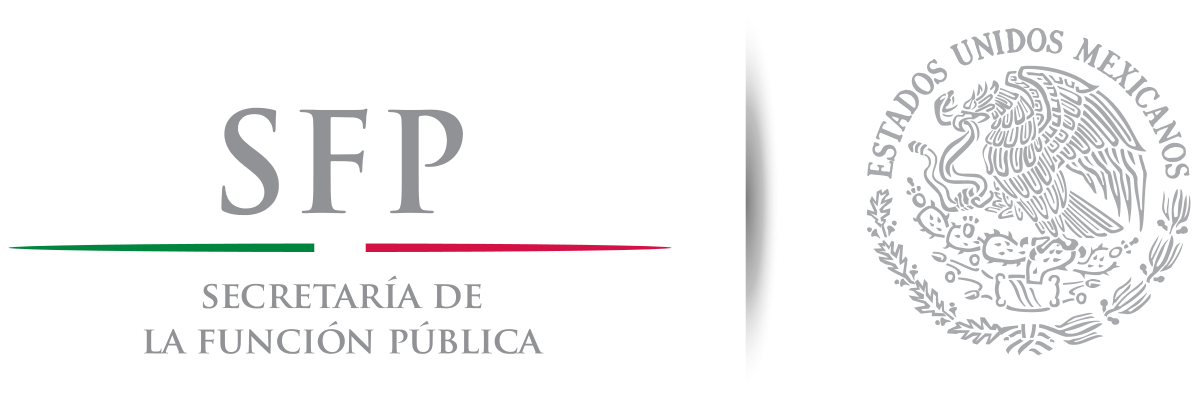 SFP
SECRETARÍA DE
LA FUNCIÓN PÚBLICA
ESTADOS UNIDOS MEXICANOS